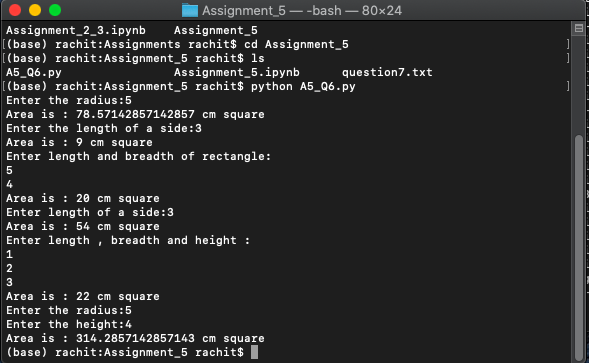 Assignment_5 — -bash — 80×24
Assignment_2_3.ipynb    Assignment_5
[(base) rachit:Assignments rachit$ cd Assignment_5 ]
[(base) rachit:Assignment_5 rachit$ ls ]
A5_Q6.py                Assignment_5.ipynb      question7.txt
[(base) rachit:Assignment_5 rachit$ python A5_Q6.py ]
Enter the radius:5
Area is : 78.57142857142857 cm square
Enter the length of a side:3
Area is : 9 cm square
Enter length and breadth of rectangle:
5
4
Area is : 20 cm square
Enter length of a side:3
Area is : 54 cm square
Enter length , breadth and height :
1
2
3
Area is : 22 cm square
Enter the radius:5
Enter the height:4
Area is : 314.2857142857143 cm square
(base) rachit:Assignment_5 rachit$